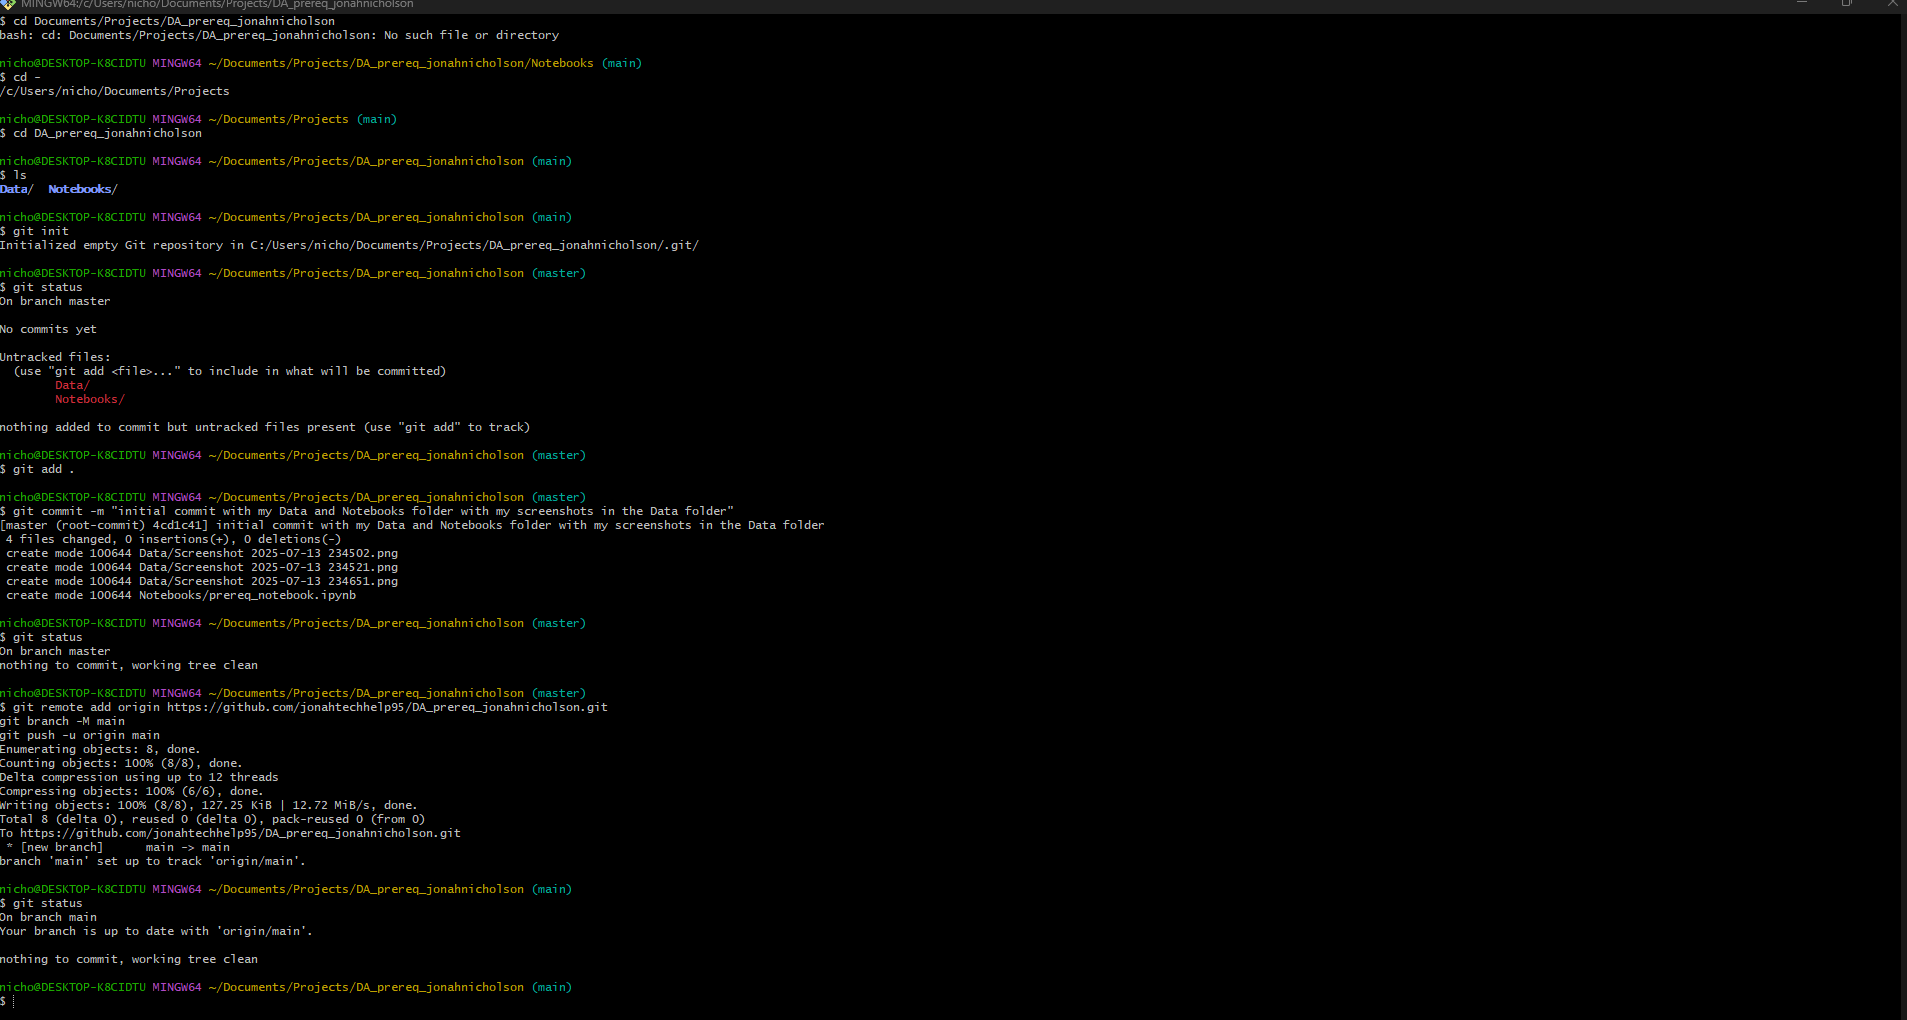 MINGW64:/c/Users/nicho/Documents/Projects/DA_prereq_jonahnicholson
$ cd Documents/Projects/DA_prereq_jonahnicholson
bash: cd: Documents/Projects/DA_prereq_jonahnicholson: No such file or directory
nicho@DESKTOP-K8CIDTU MINGW64 ~/Documents/Projects/DA_prereq_jonahnicholson/Notebooks (main)
$ cd -
/c/Users/nicho/Documents/Projects
nicho@DESKTOP-K8CIDTU MINGW64 ~/Documents/Projects (main)
$ cd DA_prereq_jonahnicholson
nicho@DESKTOP-K8CIDTU MINGW64 ~/Documents/Projects/DA_prereq_jonahnicholson (main)
$ ls
Data/  Notebooks/
nicho@DESKTOP-K8CIDTU MINGW64 ~/Documents/Projects/DA_prereq_jonahnicholson (main)
$ git init
Initialized empty Git repository in C:/Users/nicho/Documents/Projects/DA_prereq_jonahnicholson/.git/
nicho@DESKTOP-K8CIDTU MINGW64 ~/Documents/Projects/DA_prereq_jonahnicholson (master)
$ git status
On branch master
No commits yet
Untracked files:
  (use "git add <file>..." to include in what will be committed)
        Data/
        Notebooks/
nothing added to commit but untracked files present (use "git add" to track)
nicho@DESKTOP-K8CIDTU MINGW64 ~/Documents/Projects/DA_prereq_jonahnicholson (master)
$ git add .
nicho@DESKTOP-K8CIDTU MINGW64 ~/Documents/Projects/DA_prereq_jonahnicholson (master)
$ git commit -m "initial commit with my Data and Notebooks folder with my screenshots in the Data folder"
[master (root-commit) 4cd1c41] initial commit with my Data and Notebooks folder with my screenshots in the Data folder
 4 files changed, 0 insertions(+), 0 deletions(-)
 create mode 100644 Data/Screenshot 2025-07-13 234502.png
 create mode 100644 Data/Screenshot 2025-07-13 234521.png
 create mode 100644 Data/Screenshot 2025-07-13 234651.png
 create mode 100644 Notebooks/prereq_notebook.ipynb
nicho@DESKTOP-K8CIDTU MINGW64 ~/Documents/Projects/DA_prereq_jonahnicholson (master)
$ git status
On branch master
nothing to commit, working tree clean
nicho@DESKTOP-K8CIDTU MINGW64 ~/Documents/Projects/DA_prereq_jonahnicholson (master)
$ git remote add origin https://github.com/jonahtechhelp95/DA_prereq_jonahnicholson.git
git branch -M main
git push -u origin main
Enumerating objects: 8, done.
Counting objects: 100% (8/8), done.
Delta compression using up to 12 threads
Compressing objects: 100% (6/6), done.
Writing objects: 100% (8/8), 127.25 KiB | 12.72 MiB/s, done.
Total 8 (delta 0), reused 0 (delta 0), pack-reused 0 (from 0)
To https://github.com/jonahtechhelp95/DA_prereq_jonahnicholson.git
 * [new branch]      main -> main
branch 'main' set up to track 'origin/main'.
nicho@DESKTOP-K8CIDTU MINGW64 ~/Documents/Projects/DA_prereq_jonahnicholson (main)
$ git status
On branch main
Your branch is up to date with 'origin/main'.
nothing to commit, working tree clean
nicho@DESKTOP-K8CIDTU MINGW64 ~/Documents/Projects/DA_prereq_jonahnicholson (main)
$